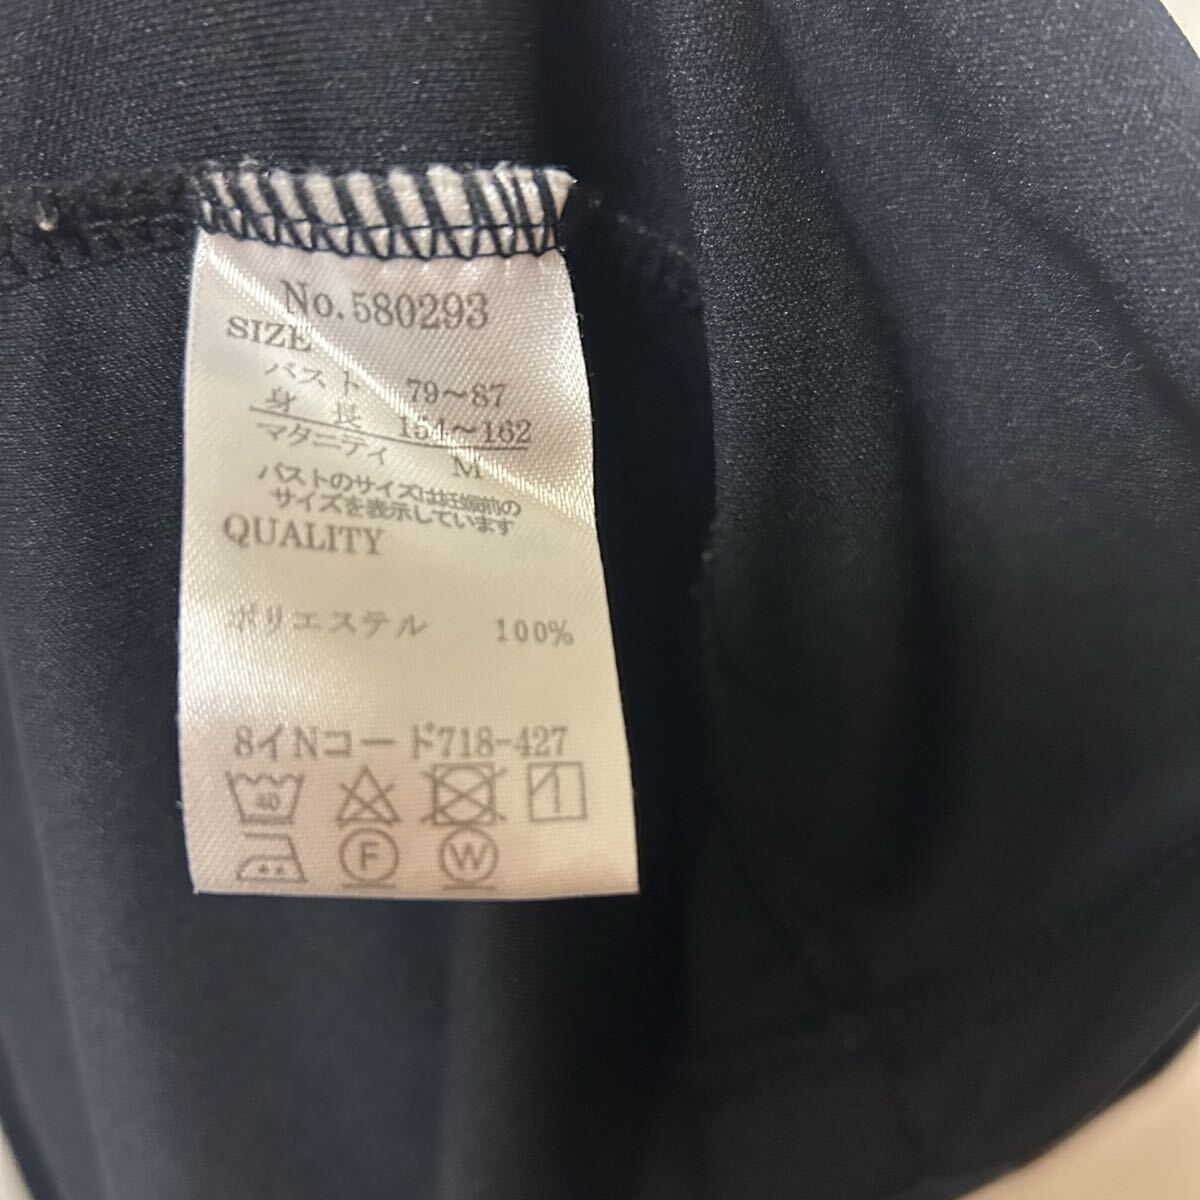 No.580293
SIZE
バスト 79～87
身長 154～162
マタニティ M
バストのサイズは妊娠前の
サイズを表示しています
QUALITY
ポリエステル 100%
8イNコード718-427
40
F W